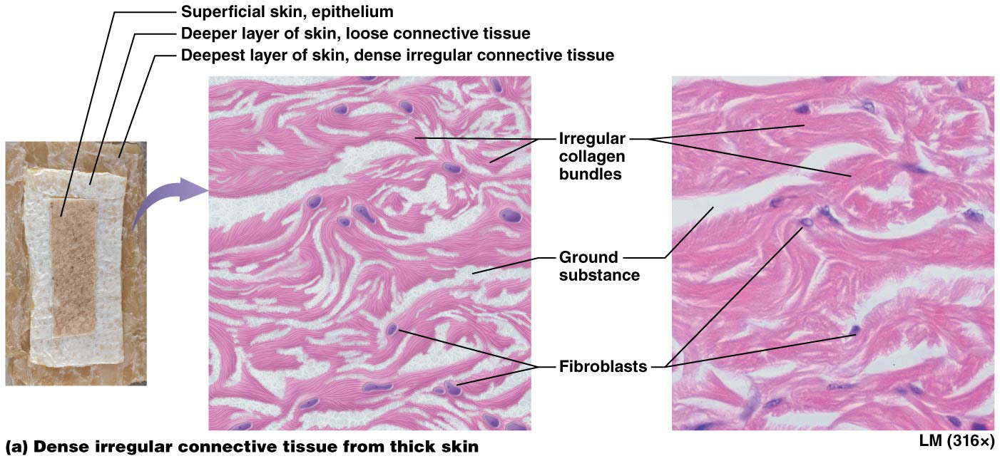 Superficial skin, epithelium
Deeper layer of skin, loose connective tissue
Deepest layer of skin, dense irregular connective tissue
Irregular
collagen
bundles
Ground
substance
Fibroblasts
LM (316×)
(a) Dense irregular connective tissue from thick skin